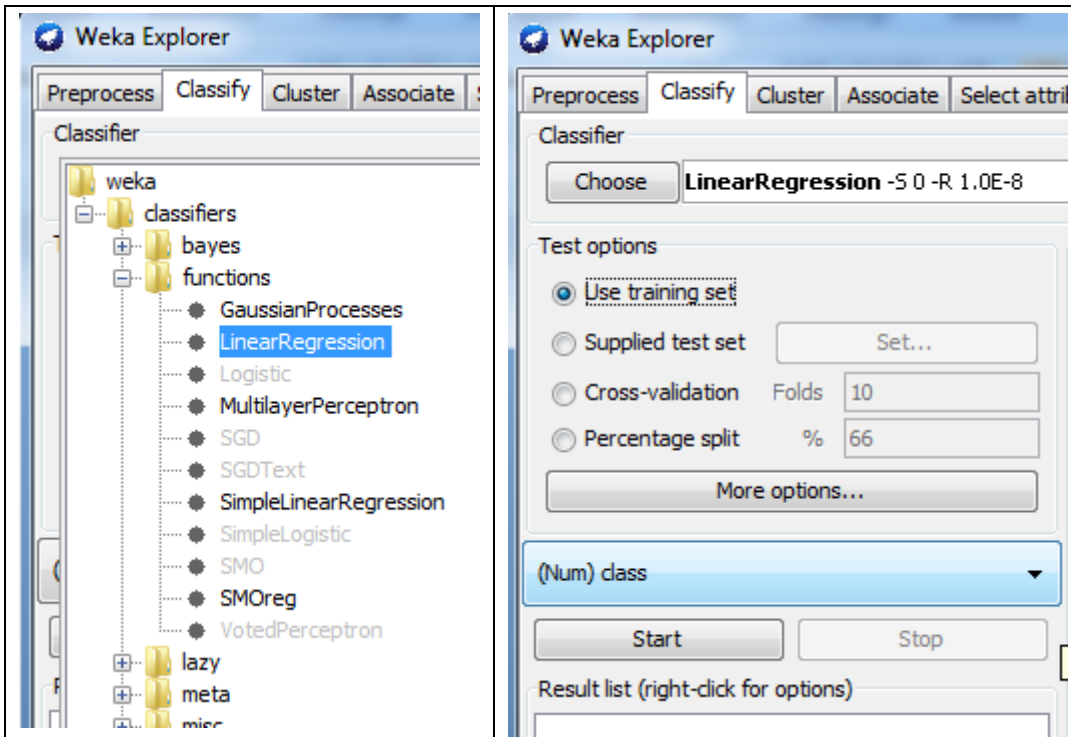 Weka Explorer
Preprocess Classify Cluster Associate
Classifier
weka
classifiers
bayes
functions
GaussianProcesses
LinearRegression
Logistic
MultilayerPerceptron
SGD
SGDText
SimpleLinearRegression
SimpleLogistic
SMO
SMOreg
VotedPerceptron
lazy
meta
misc
Weka Explorer
Preprocess Classify Cluster Associate Select attri
Classifier
Choose LinearRegression -S 0 -R 1.0E-8
Test options
Use training set
Supplied test set Set...
Cross-validation Folds 10
Percentage split % 66
More options...
(Num) class
Start Stop
Result list (right-click for options)